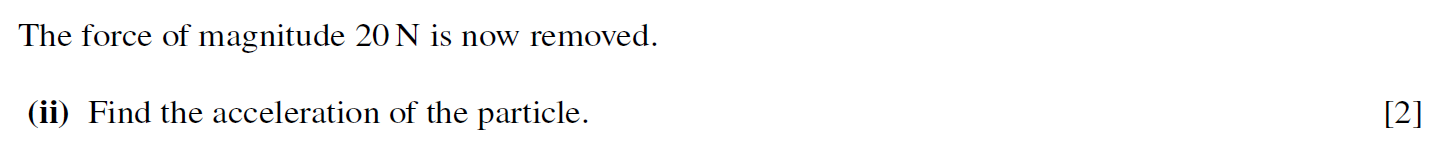 The force of magnitude 20 N is now removed.
(ii) Find the acceleration of the particle. [2]